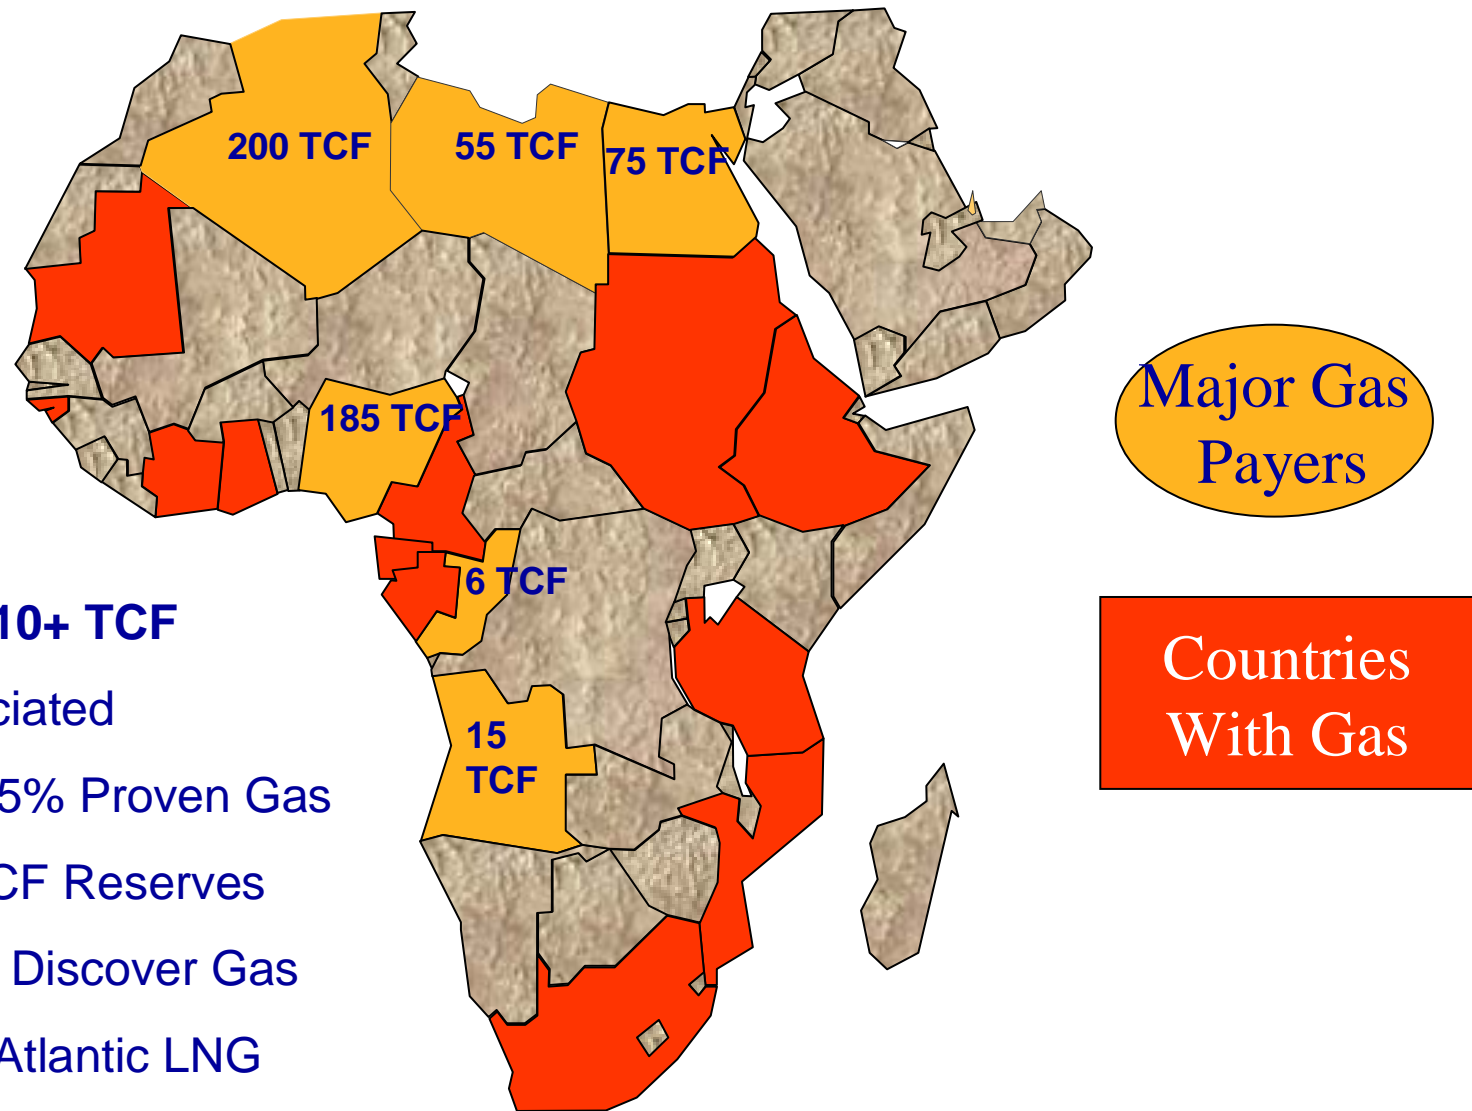 200 TCF
55 TCF
75 TCF
185 TCF
6 TCF
15
TCF
Major Gas
Payers
Countries
With Gas
10+ TCF
ciated
5% Proven Gas
CF Reserves
Discover Gas
Atlantic LNG